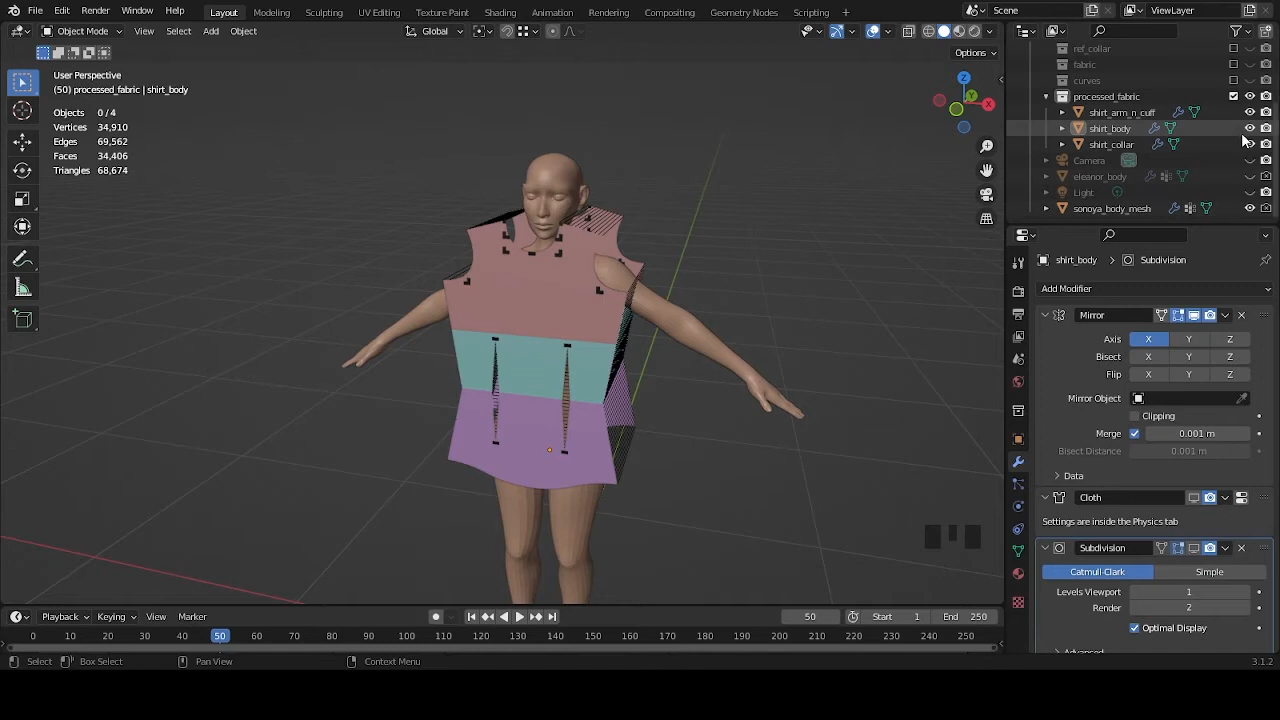 File Edit Render Window Help Layout Modeling Sculpting UV Editing Texture Paint Shading Animation Rendering Compositing Geometry Nodes Scripting + Scene ViewLayer
Object Mode View Select Add Object Global
Options
User Perspective
(50) processed_fabric | shirt_body
Objects 0/4
Vertices 34,910
Edges 69,562
Faces 34,406
Triangles 68,674
Z
Y
X
ref_collar
fabric
curves
processed_fabric
shirt_arm_n_cuff
shirt_body
shirt_collar
Camera
eleanor_body
Light
sonoya_body_mesh
shirt_body > Subdivision
Add Modifier
Mirror
Axis X Y Z
Bisect X Y Z
Flip X Y Z
Mirror Object
Clipping
Merge 0.001 m
Bisect Distance 0.001 m
Data
Cloth
Settings are inside the Physics tab
Subdivision
Catmull-Clark Simple
Levels Viewport 1
Render 2
Optimal Display
Playback Keying View Marker 50 Start 1 End 250
0 10 20 30 40 50 60 70 80 90 100 110 120 130 140 150 160 170 180 190 200 210 220 230 240 250
Select Box Select Pan View Context Menu 3.1.2